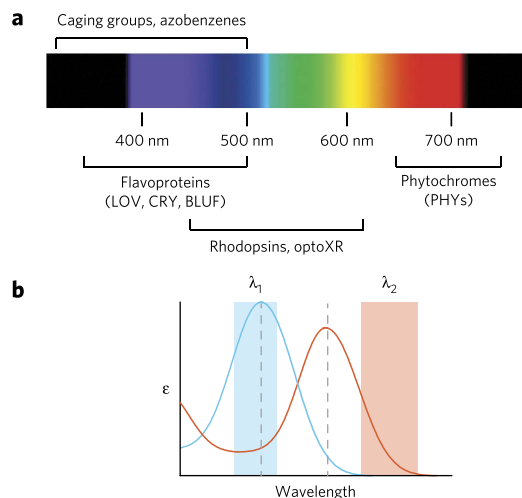 a
Caging groups, azobenzenes
400 nm 500 nm 600 nm 700 nm
Flavoproteins
(LOV, CRY, BLUF)
Phytochromes
(PHYs)
Rhodopsins, optoXR
b
λ1 λ2
ε
Wavelength